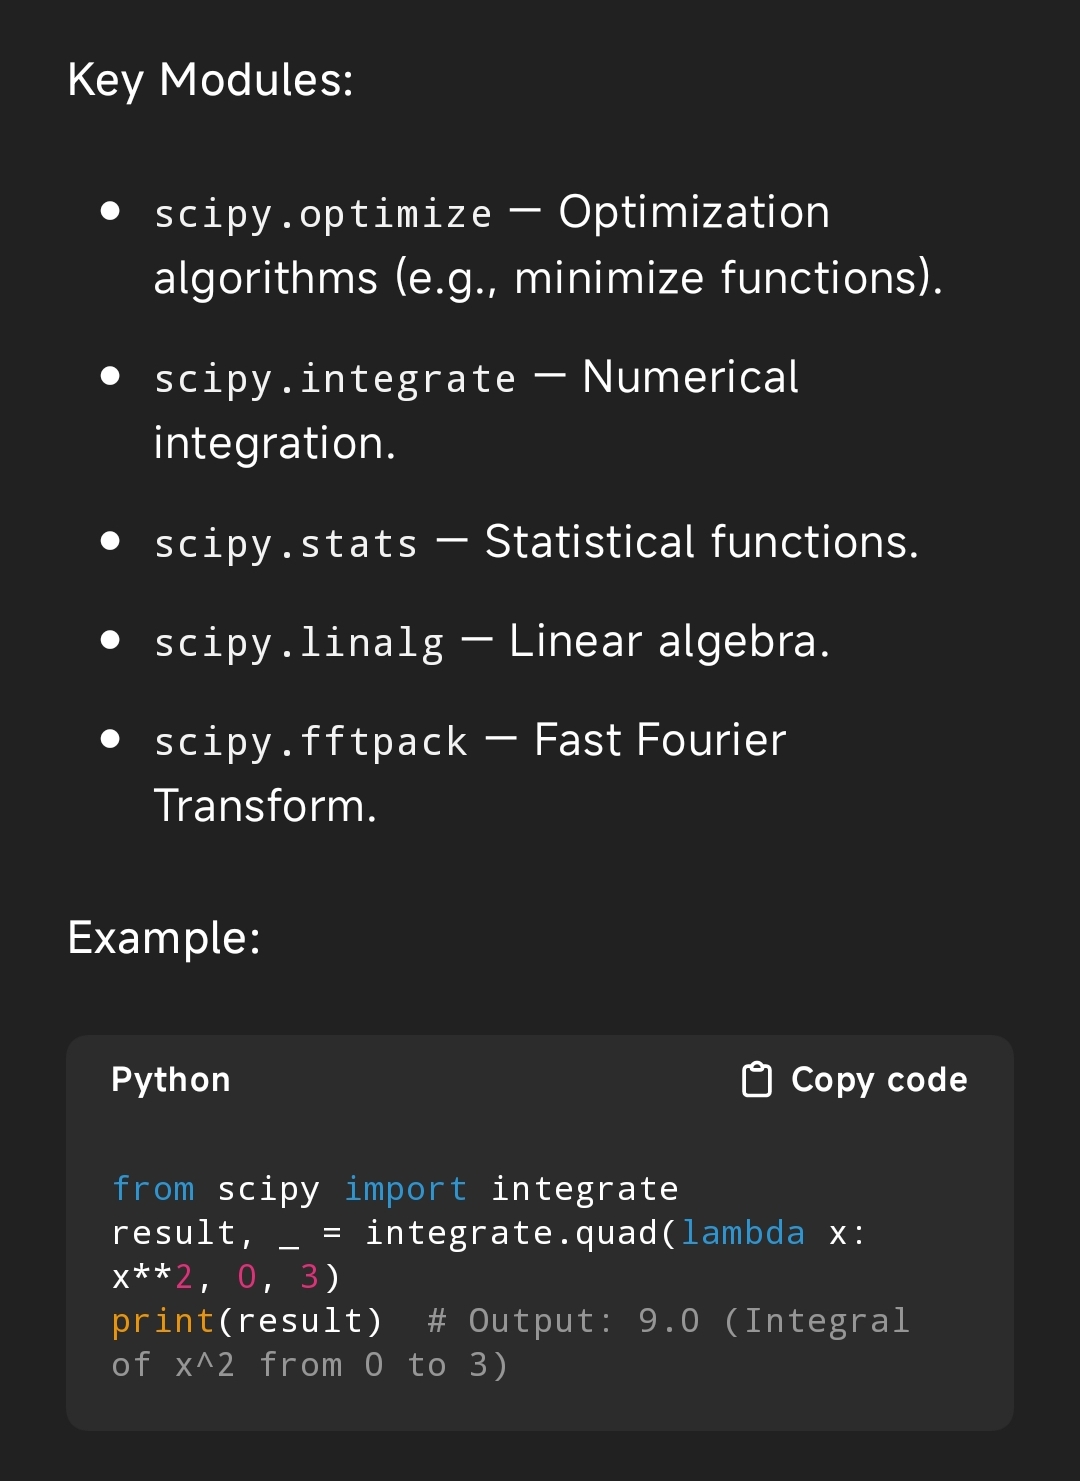 Key Modules:
• scipy.optimize — Optimization
algorithms (e.g., minimize functions).
• scipy.integrate — Numerical
integration.
• scipy.stats — Statistical functions.
• scipy.linalg — Linear algebra.
• scipy.fftpack — Fast Fourier
Transform.
Example:
Python Copy code
from scipy import integrate
result, _ = integrate.quad(lambda x:
x**2, 0, 3)
print(result)  # Output: 9.0 (Integral
of x^2 from 0 to 3)